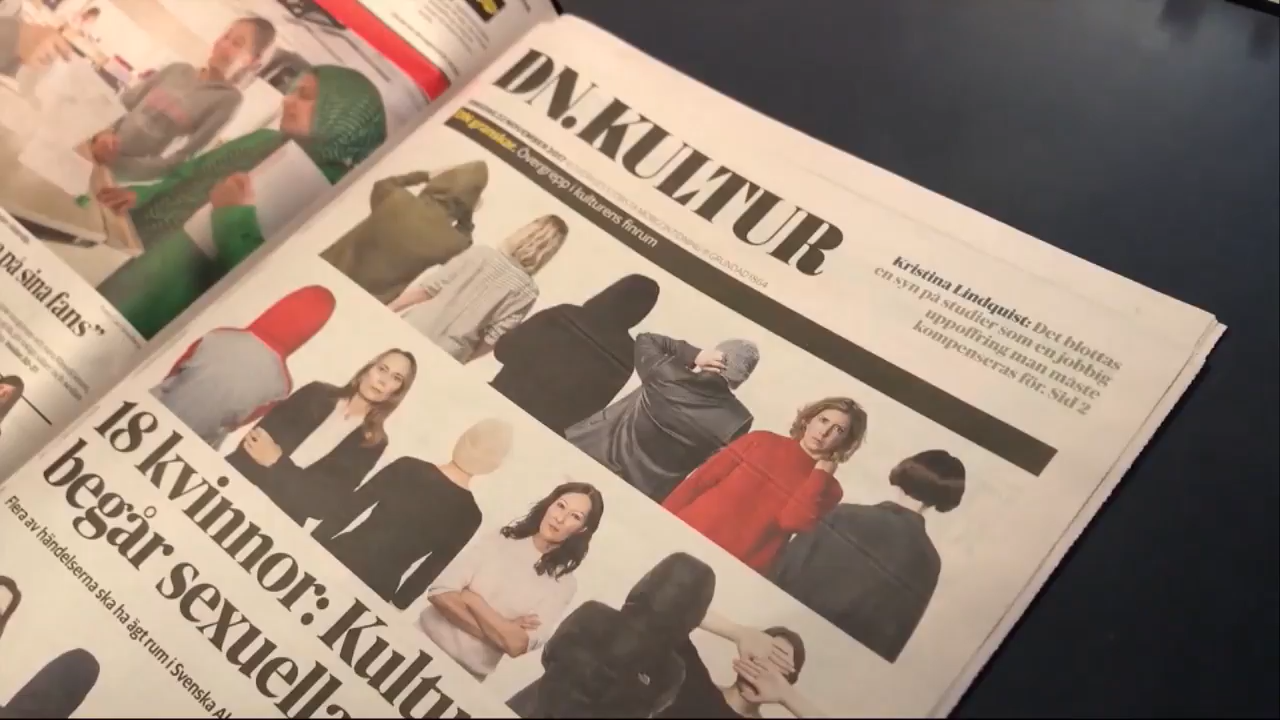 DN.KULTUR
DN granskar. Övergrepp i kulturens finrum
Kristina Lindquist: Det blottas
en syn på studier som en jobbig
uppoffring man måste
kompenseras för. Sid 2
på sina fans”
18 kvinnor: Kultu
begår sexuella
Flera av händelserna ska ha ägt rum i Svenska A